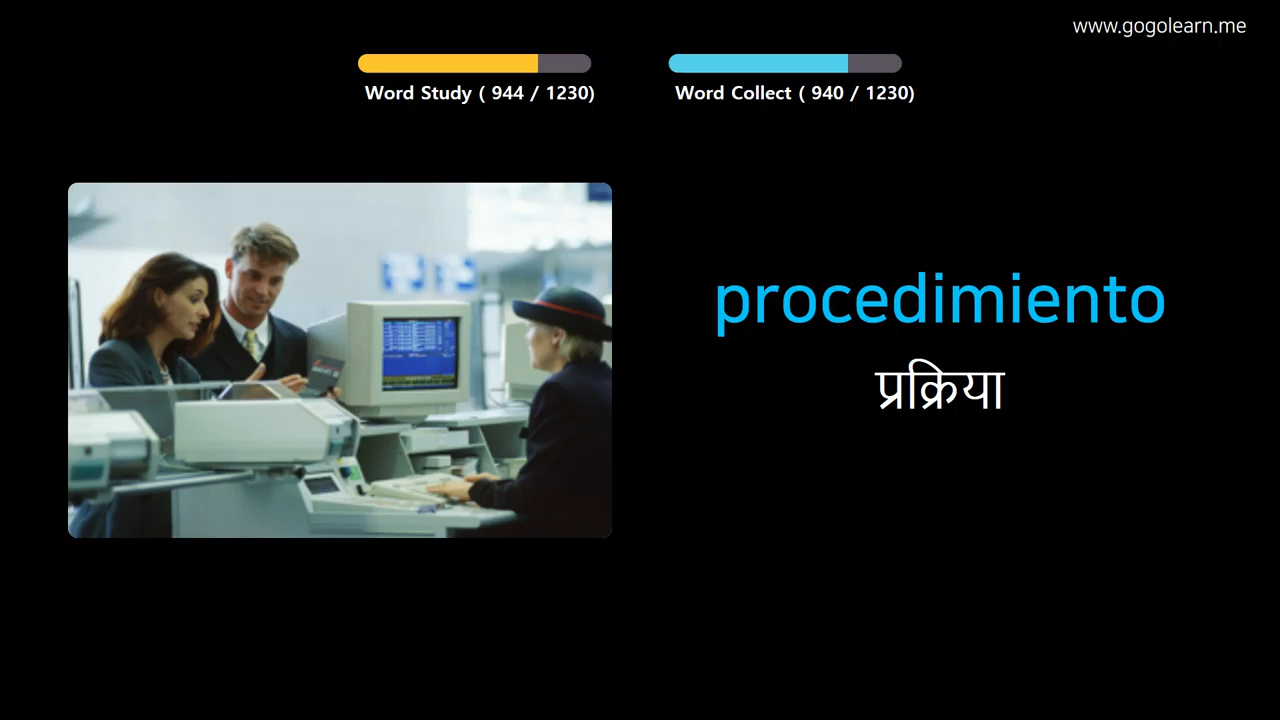 www.gogolearn.me
Word Study ( 944 / 1230)
Word Collect ( 940 / 1230)
procedimiento
प्रक्रिया